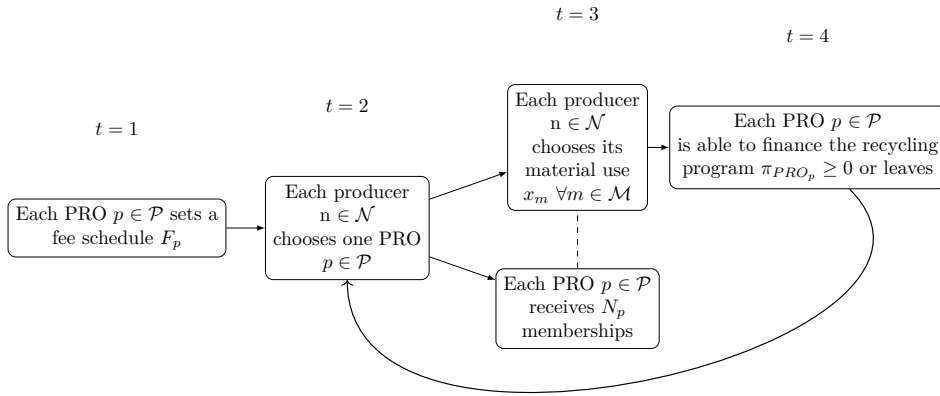 t = 1
Each PRO p ∈ 𝒫 sets a
fee schedule F_p
t = 2
Each producer
n ∈ 𝒩
chooses one PRO
p ∈ 𝒫
t = 3
Each producer
n ∈ 𝒩
chooses its
material use
x_m ∀m ∈ ℳ
Each PRO p ∈ 𝒫
receives N_p
memberships
t = 4
Each PRO p ∈ 𝒫
is able to finance the recycling
program π_{PRO_p} ≥ 0 or leaves